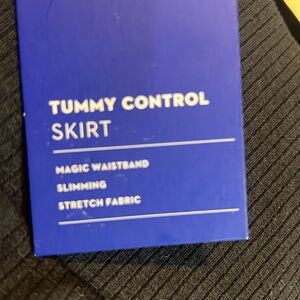 TUMMY CONTROL
SKIRT
MAGIC WAISTBAND
SLIMMING
STRETCH FABRIC